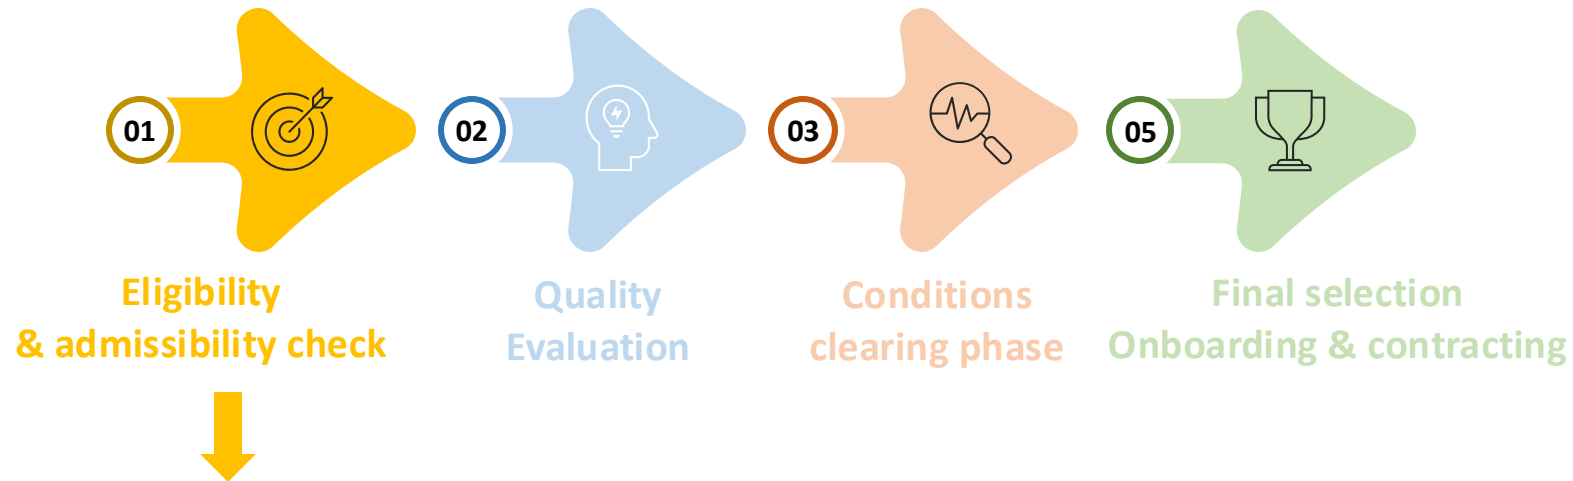 01
02
03
05
Eligibility
& admissibility check
Quality
Evaluation
Conditions
clearing phase
Final selection
Onboarding & contracting